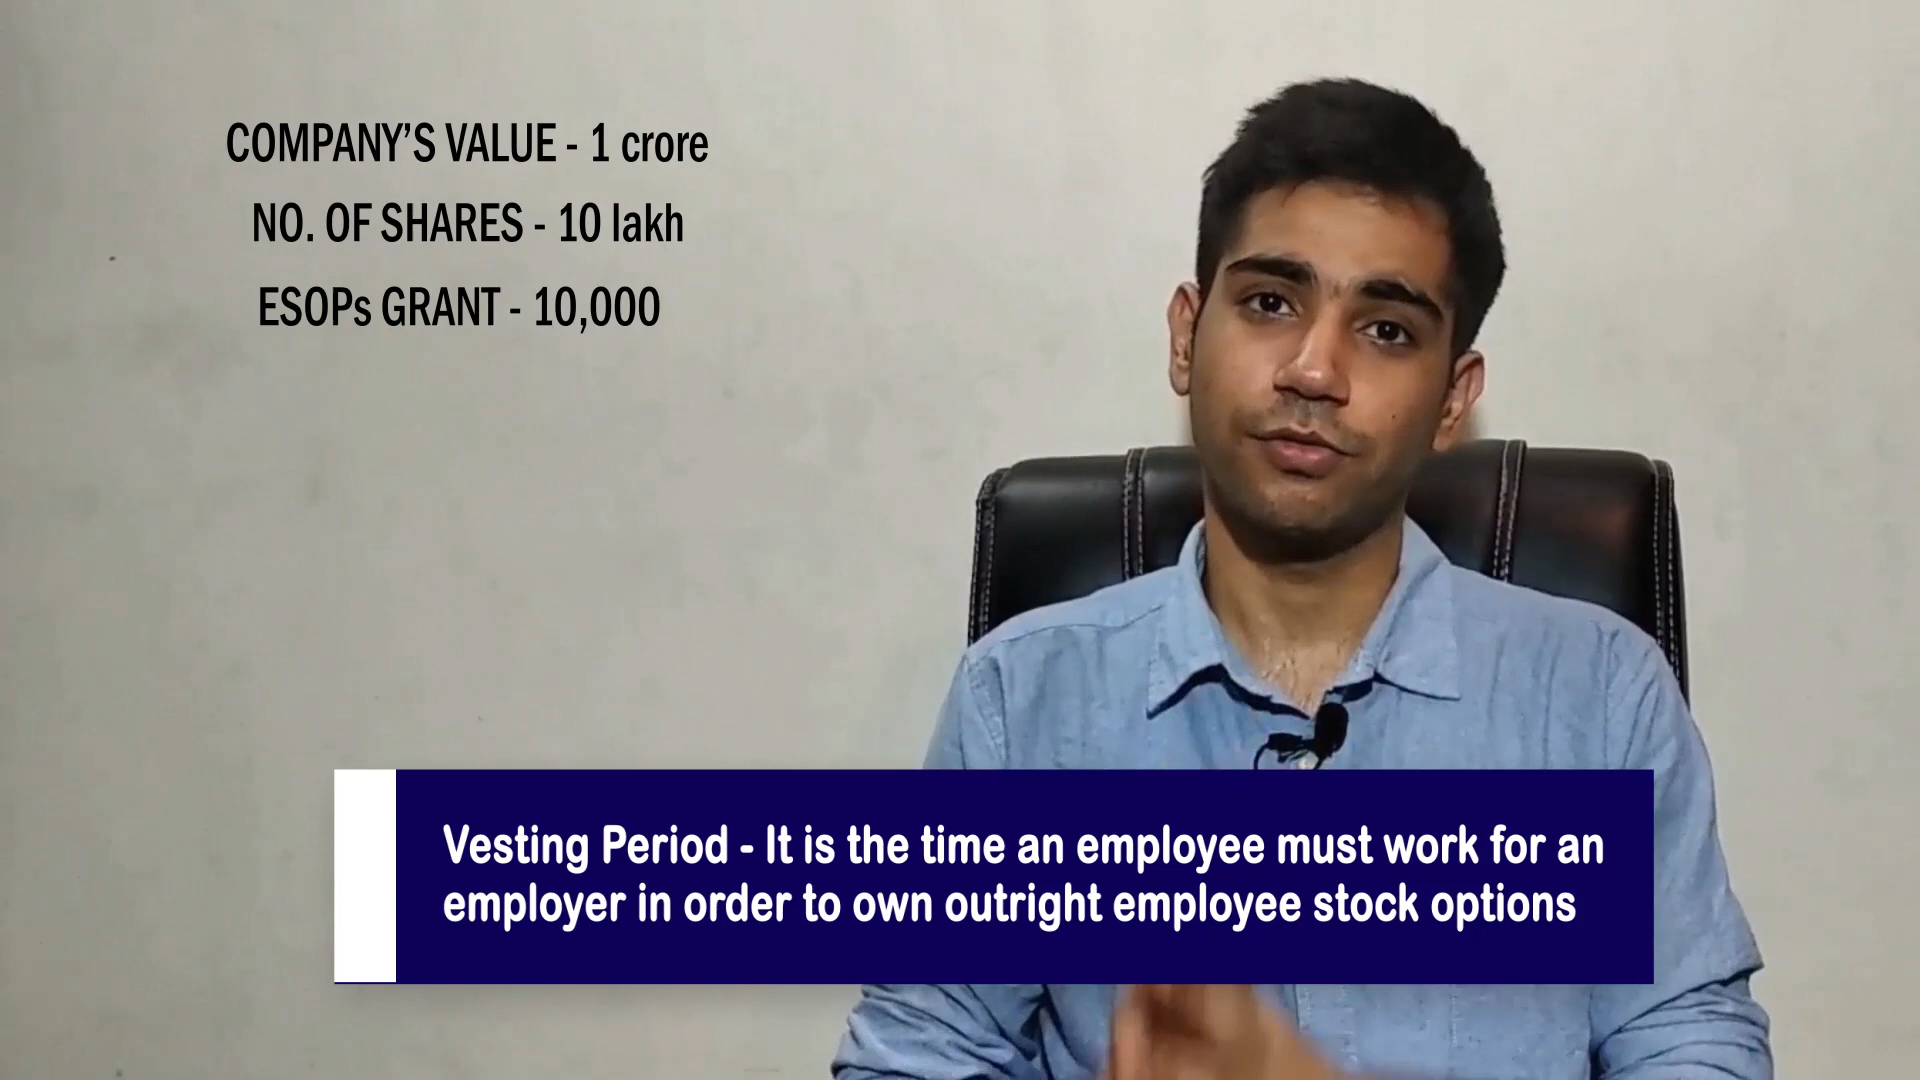 COMPANY'S VALUE - 1 crore
NO. OF SHARES - 10 lakh
ESOPs GRANT - 10,000
Vesting Period - It is the time an employee must work for an
employer in order to own outright employee stock options